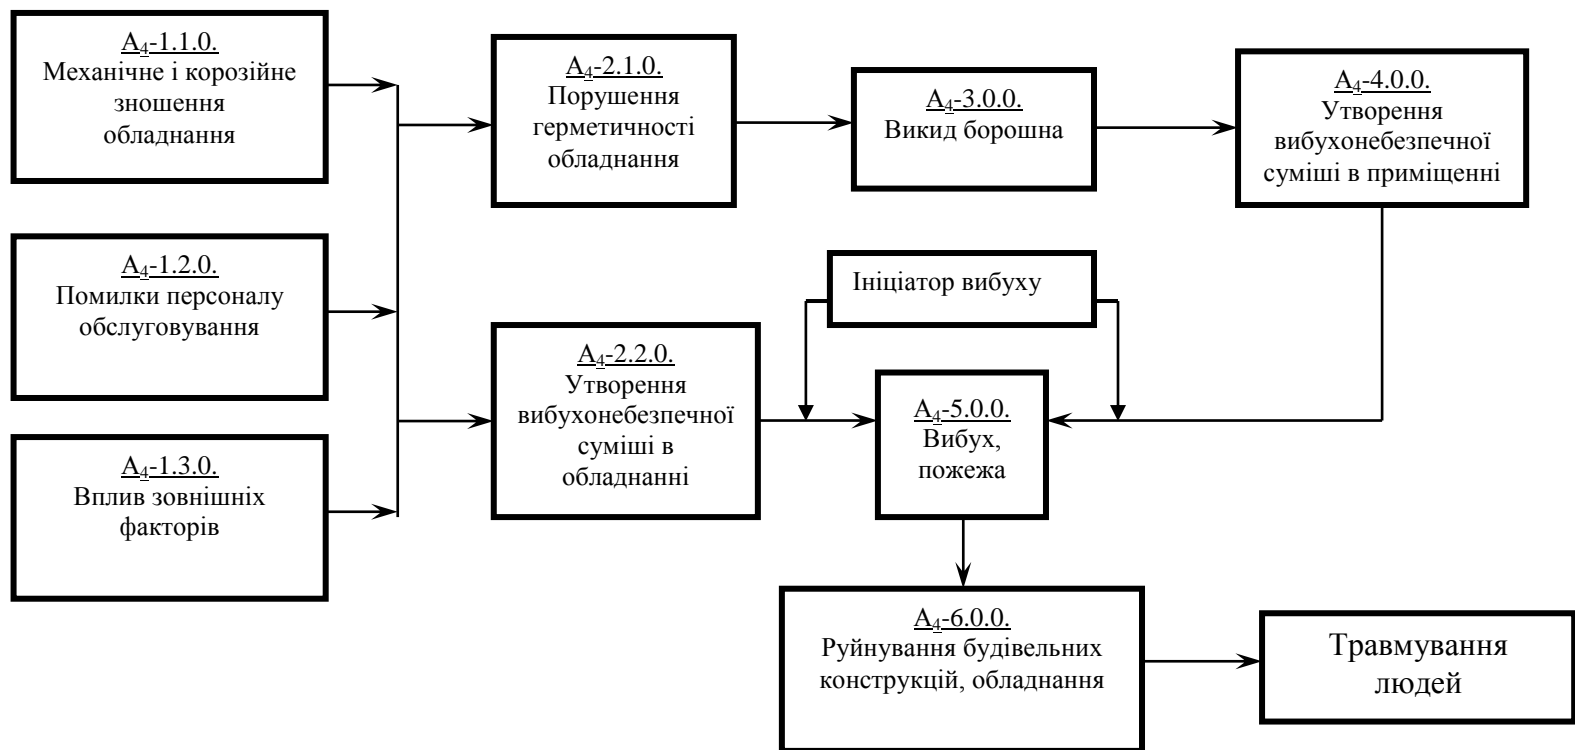 А4-1.1.0.
Механічне і корозійне
зношення
обладнання
А4-2.1.0.
Порушення
герметичності
обладнання
А4-3.0.0.
Викид борошна
А4-4.0.0.
Утворення
вибухонебезпечної
суміші в приміщенні
А4-1.2.0.
Помилки персоналу
обслуговування
Ініціатор вибуху
А4-2.2.0.
Утворення
вибухонебезпечної
суміші в
обладнанні
А4-5.0.0.
Вибух,
пожежа
А4-1.3.0.
Вплив зовнішніх
факторів
А4-6.0.0.
Руйнування будівельних
конструкцій, обладнання
Травмування
людей